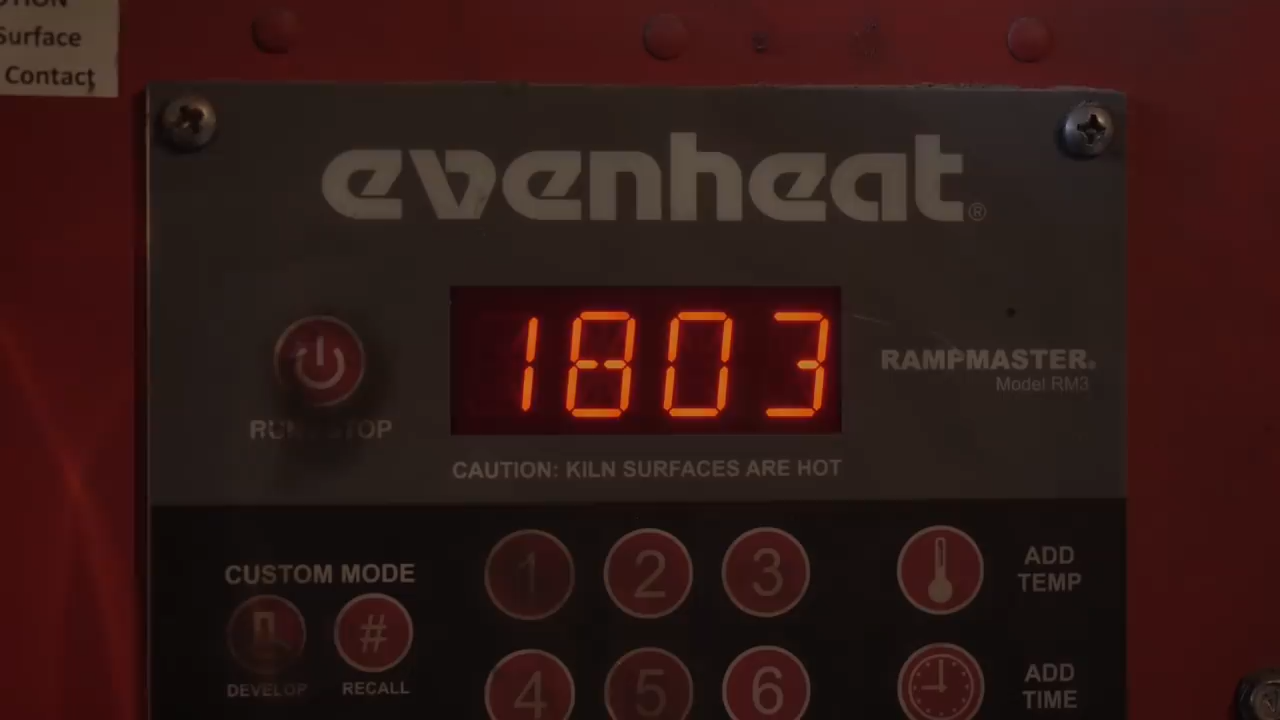 Surface
Contact
evenheat®
1803
RAMPMASTER®
Model RM3
RUN / STOP
CAUTION: KILN SURFACES ARE HOT
CUSTOM MODE
DEVELOP
#
RECALL
1
2
3
4
5
6
ADD
TEMP
ADD
TIME